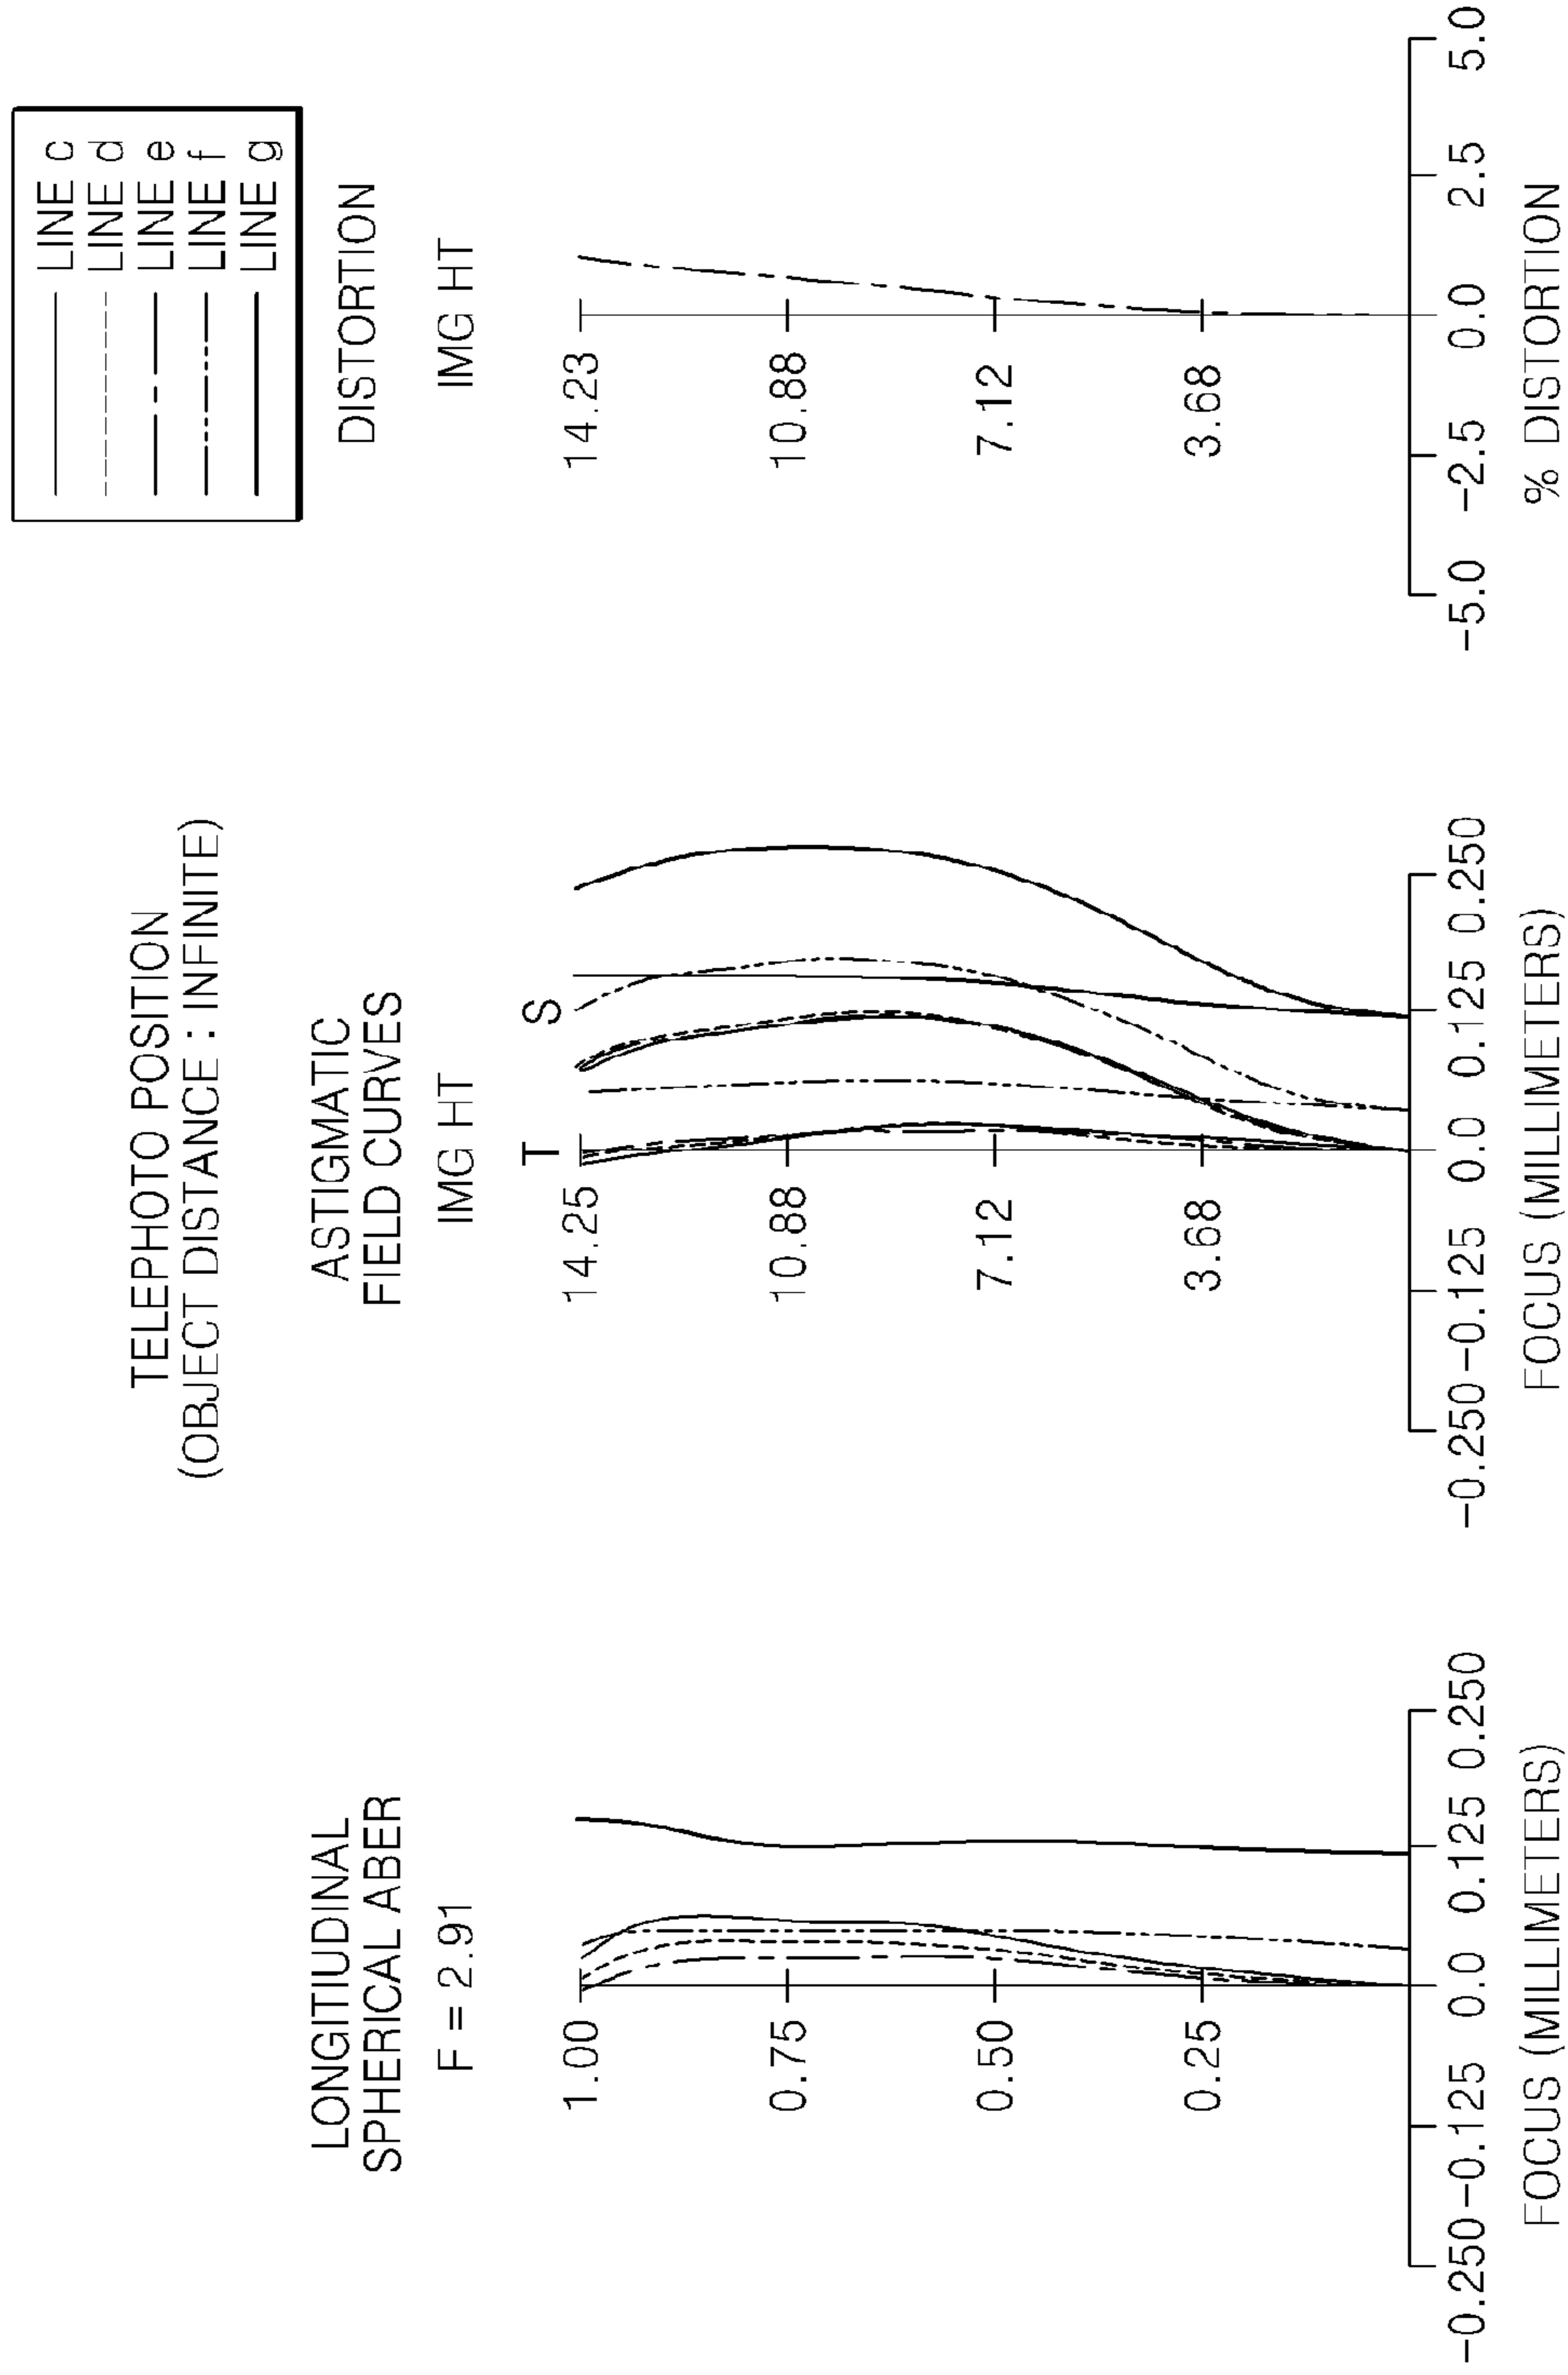 LINE c
LINE d
LINE e
LINE f
LINE g
TELEPHOTO POSITION
(OBJECT DISTANCE : INFINITE)
LONGITIUDINAL
SPHERICAL ABER
F = 2.91
1.00
0.75
0.50
0.25
-0.250 -0.125 0.0 0.125 0.250
FOCUS (MILLIMETERS)
ASTIGMATIC
FIELD CURVES
IMG HT
T S
14.25
10.88
7.12
3.68
-0.250 -0.125 0.0 0.125 0.250
FOCUS (MILLIMETERS)
DISTORTION
IMG HT
14.23
10.88
7.12
3.68
-5.0 -2.5 0.0 2.5 5.0
% DISTORTION